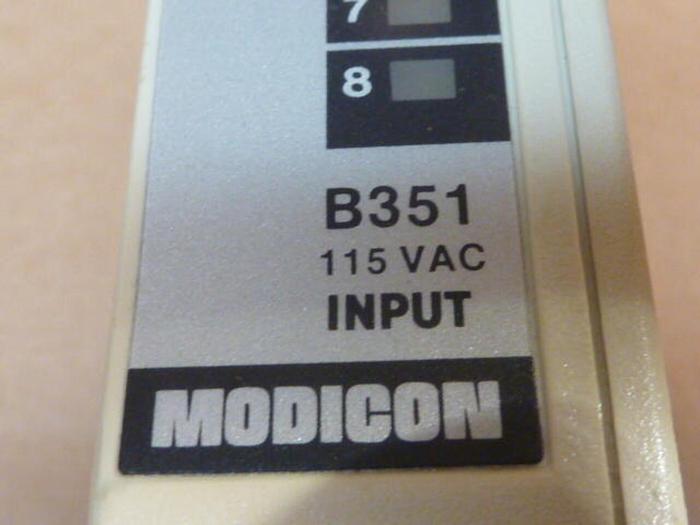 7
8
B351
115 VAC
INPUT
MODICON